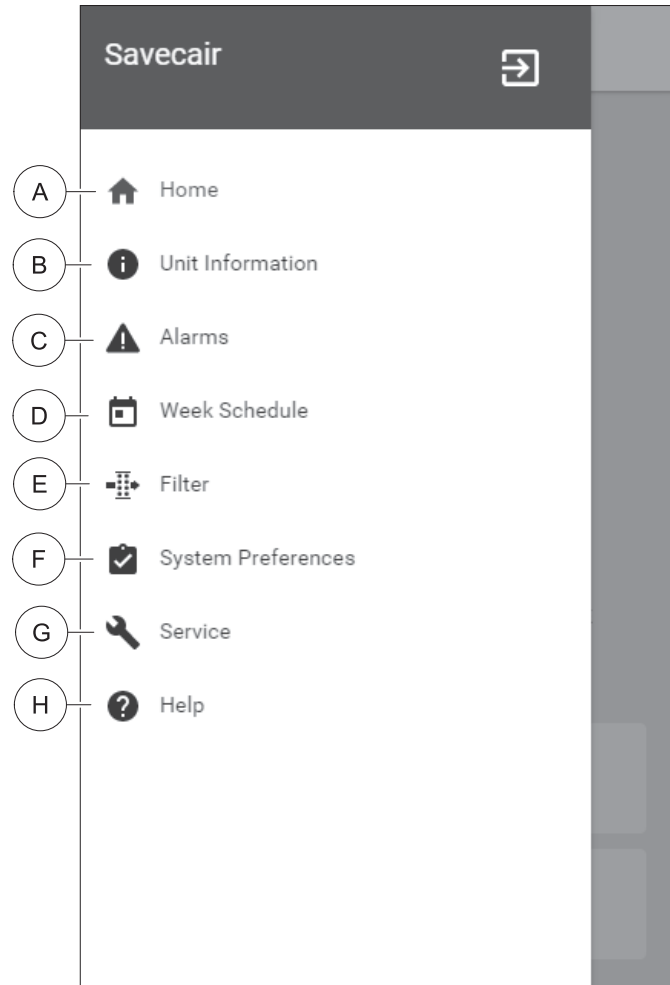 Savecair
A Home
B Unit Information
C Alarms
D Week Schedule
E Filter
F System Preferences
G Service
H Help